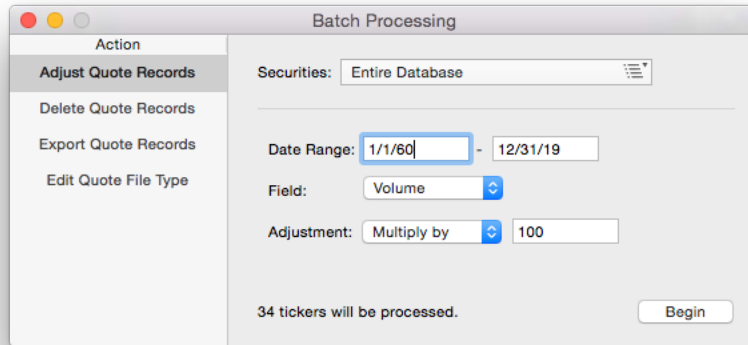 Batch Processing
Action
Adjust Quote Records
Delete Quote Records
Export Quote Records
Edit Quote File Type
Securities: Entire Database
Date Range: 1/1/60 - 12/31/19
Field: Volume
Adjustment: Multiply by 100
34 tickers will be processed. Begin